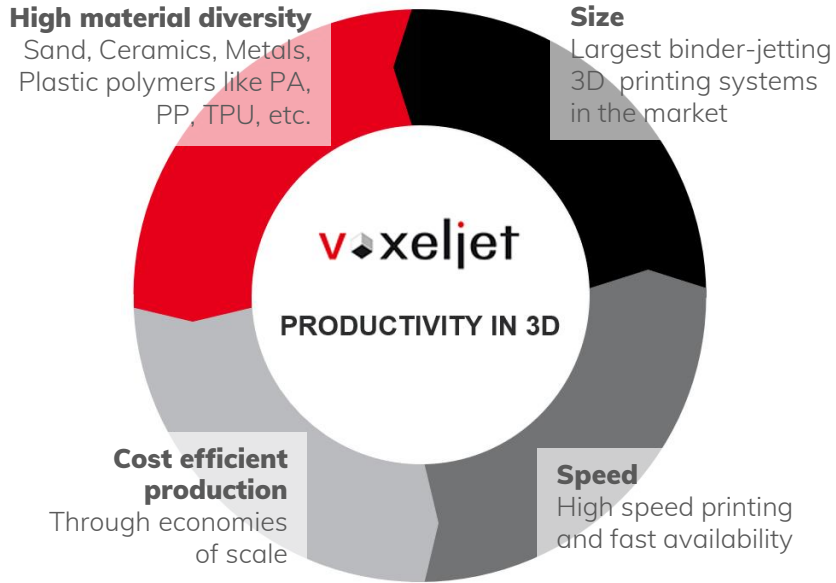 High material diversity
Sand, Ceramics, Metals,
Plastic polymers like PA,
PP, TPU, etc.
Size
Largest binder-jetting
3D printing systems
in the market
voxeljet
PRODUCTIVITY IN 3D
Cost efficient
production
Through economies
of scale
Speed
High speed printing
and fast availability